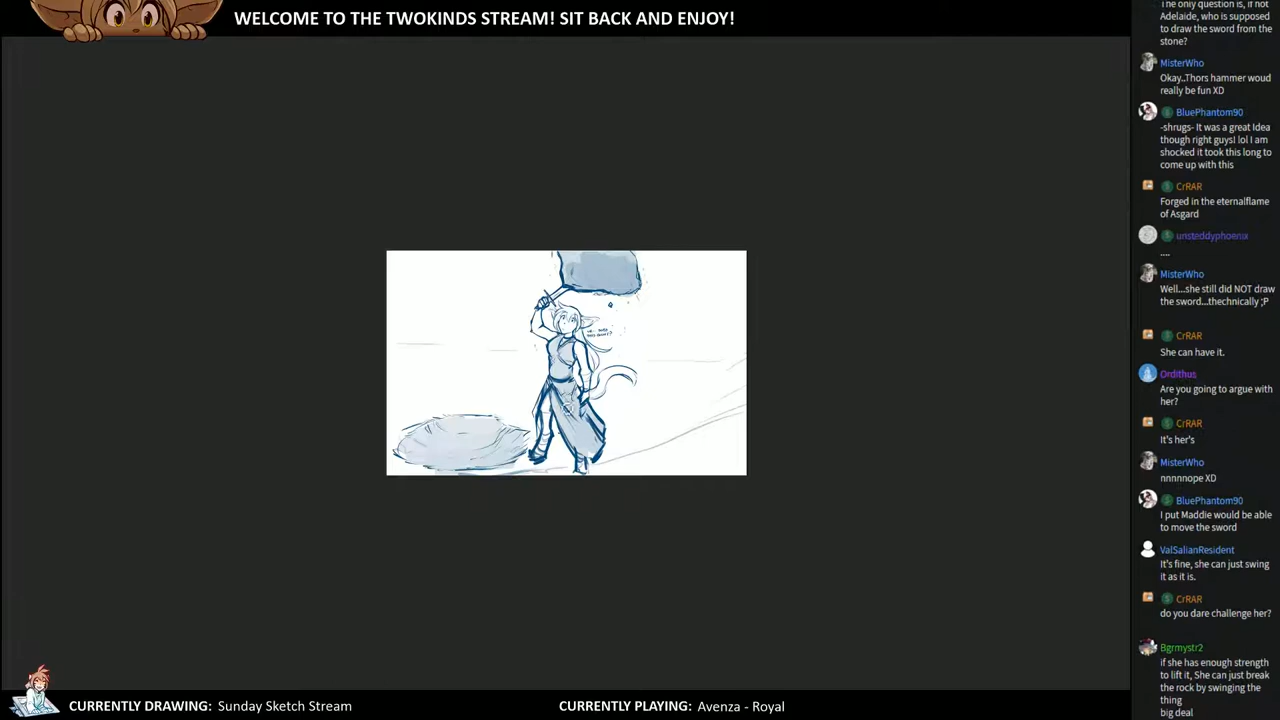 WELCOME TO THE TWOKINDS STREAM! SIT BACK AND ENJOY!
The only question is, if not
Adelaide, who is supposed
to draw the sword from the
stone?
MisterWho
Okay..Thors hammer woud
really be fun XD
BluePhantom90
-shrugs- It was a great Idea
though right guys! lol I am
shocked it took this long to
come up with this
CrRAR
Forged in the eternalflame
of Asgard
unsteddyphoenix
....
MisterWho
Well...she still did NOT draw
the sword...thechnically ;P
CrRAR
She can have it.
Ordithus
Are you going to argue with
her?
CrRAR
It's her's
MisterWho
nnnnnope XD
BluePhantom90
I put Maddie would be able
to move the sword
ValSalianResident
It's fine, she can just swing
it as it is.
CrRAR
do you dare challenge her?
Bgrmystr2
if she has enough strength
to lift it, She can just break
the rock by swinging the
thing
big deal
CURRENTLY DRAWING: Sunday Sketch Stream
CURRENTLY PLAYING: Avenza - Royal